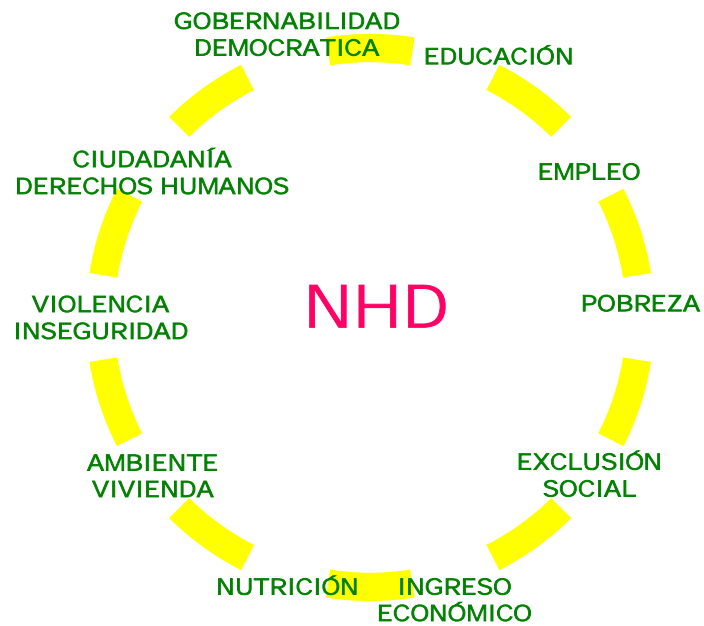 GOBERNABILIDAD
DEMOCRATICA
EDUCACIÓN
CIUDADANÍA
DERECHOS HUMANOS
EMPLEO
NHD
VIOLENCIA
INSEGURIDAD
POBREZA
AMBIENTE
VIVIENDA
EXCLUSIÓN
SOCIAL
NUTRICIÓN
INGRESO
ECONÓMICO